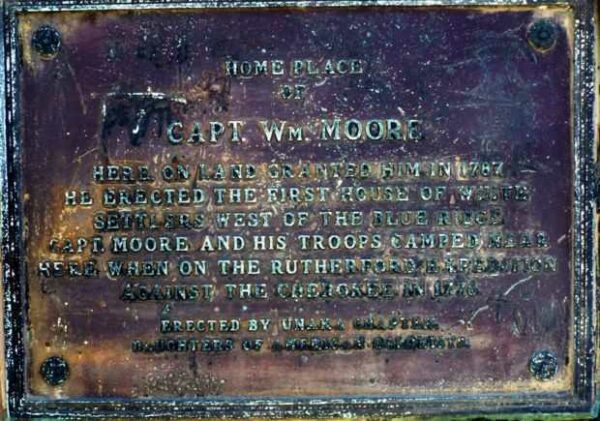 HOME PLACE
OF
CAPT. WM MOORE
HERE ON LAND GRANTED HIM IN 1787
HE ERECTED THE FIRST HOUSE OF WHITE
SETTLERS WEST OF THE BLUE RIDGE
CAPT. MOORE AND HIS TROOPS CAMPED NEAR
HERE WHEN ON THE RUTHERFORD EXPEDITION
AGAINST THE CHEROKEE IN 1776
ERECTED BY UNAKA CHAPTER
DAUGHTERS OF AMERICAN